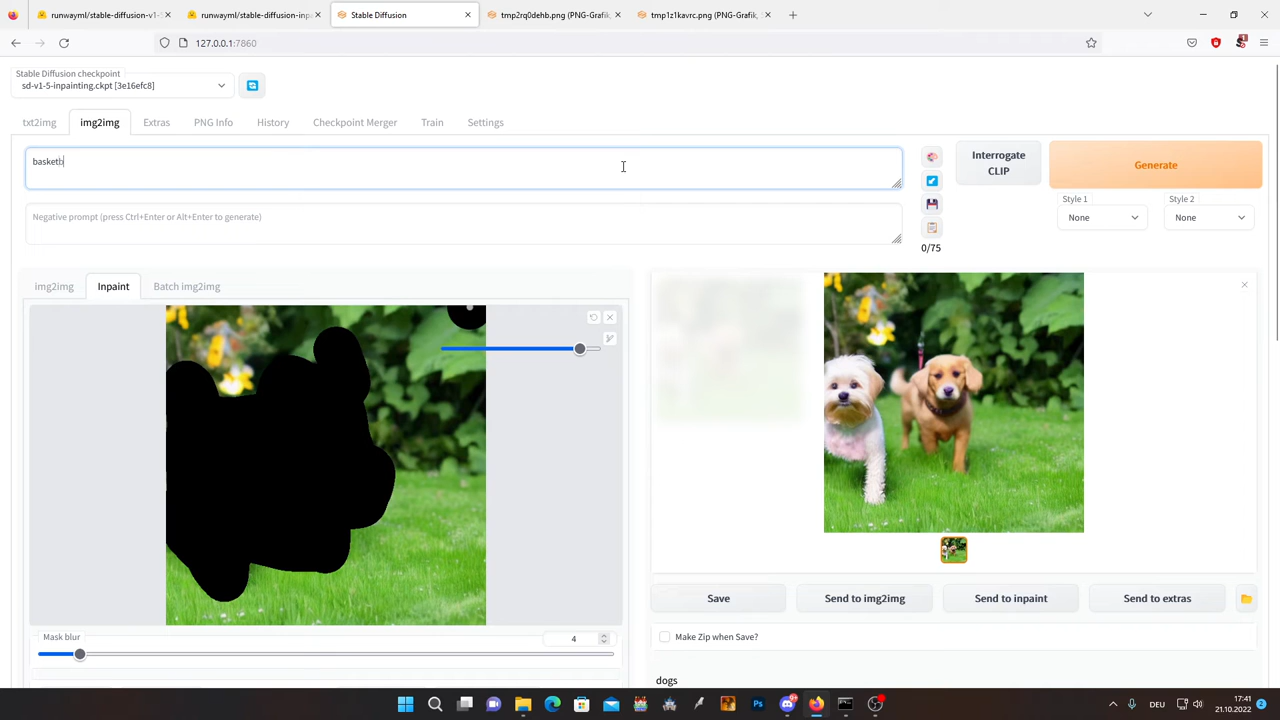 runwayml/stable-diffusion-v1-5
runwayml/stable-diffusion-inp
Stable Diffusion
tmp2rq0dehb.png (PNG-Grafik,
tmp1z1kavrc.png (PNG-Grafik,
127.0.0.1:7860
Stable Diffusion checkpoint
sd-v1-5-inpainting.ckpt [3e16efc8]
txt2img
img2img
Extras
PNG Info
History
Checkpoint Merger
Train
Settings
basketb
Interrogate
CLIP
Generate
Style 1
Style 2
None
None
Negative prompt (press Ctrl+Enter or Alt+Enter to generate)
0/75
img2img
Inpaint
Batch img2img
Save
Send to img2img
Send to inpaint
Send to extras
Mask blur
4
Make Zip when Save?
dogs
DEU
17:41
21.10.2022